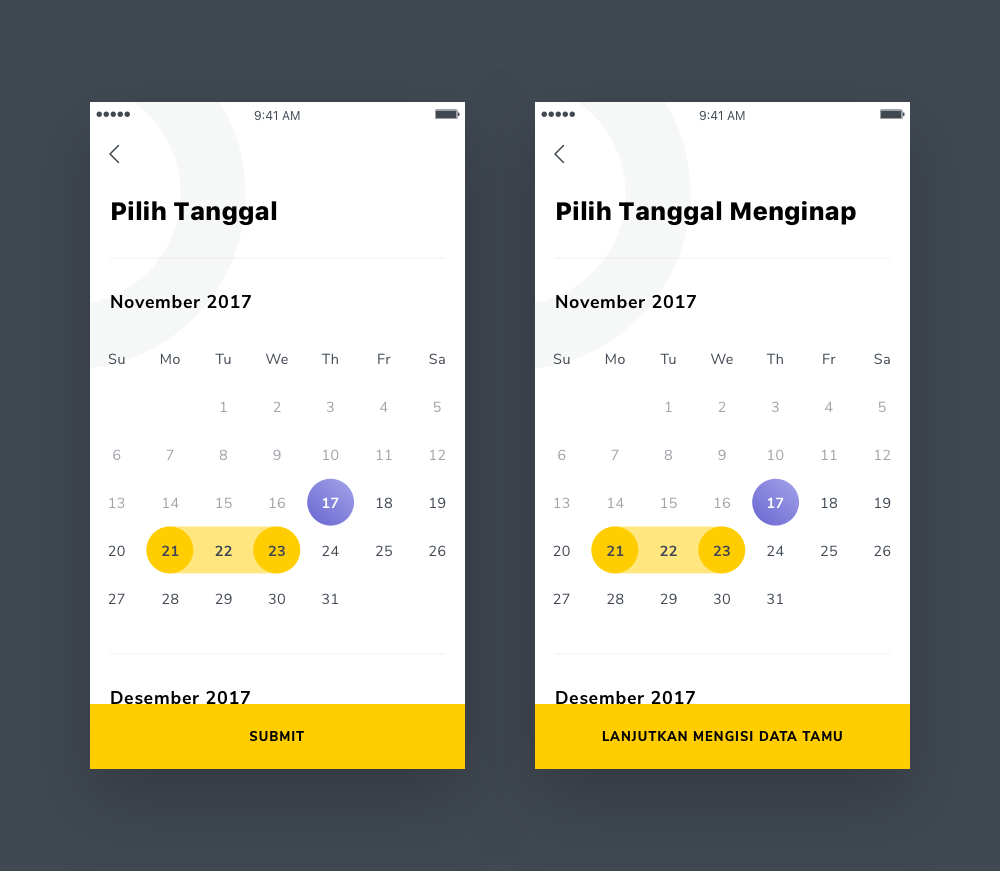 9:41 AM
Pilih Tanggal
November 2017
Su Mo Tu We Th Fr Sa
1 2 3 4 5
6 7 8 9 10 11 12
13 14 15 16 17 18 19
20 21 22 23 24 25 26
27 28 29 30 31
Desember 2017
SUBMIT
9:41 AM
Pilih Tanggal Menginap
November 2017
Su Mo Tu We Th Fr Sa
1 2 3 4 5
6 7 8 9 10 11 12
13 14 15 16 17 18 19
20 21 22 23 24 25 26
27 28 29 30 31
Desember 2017
LANJUTKAN MENGISI DATA TAMU